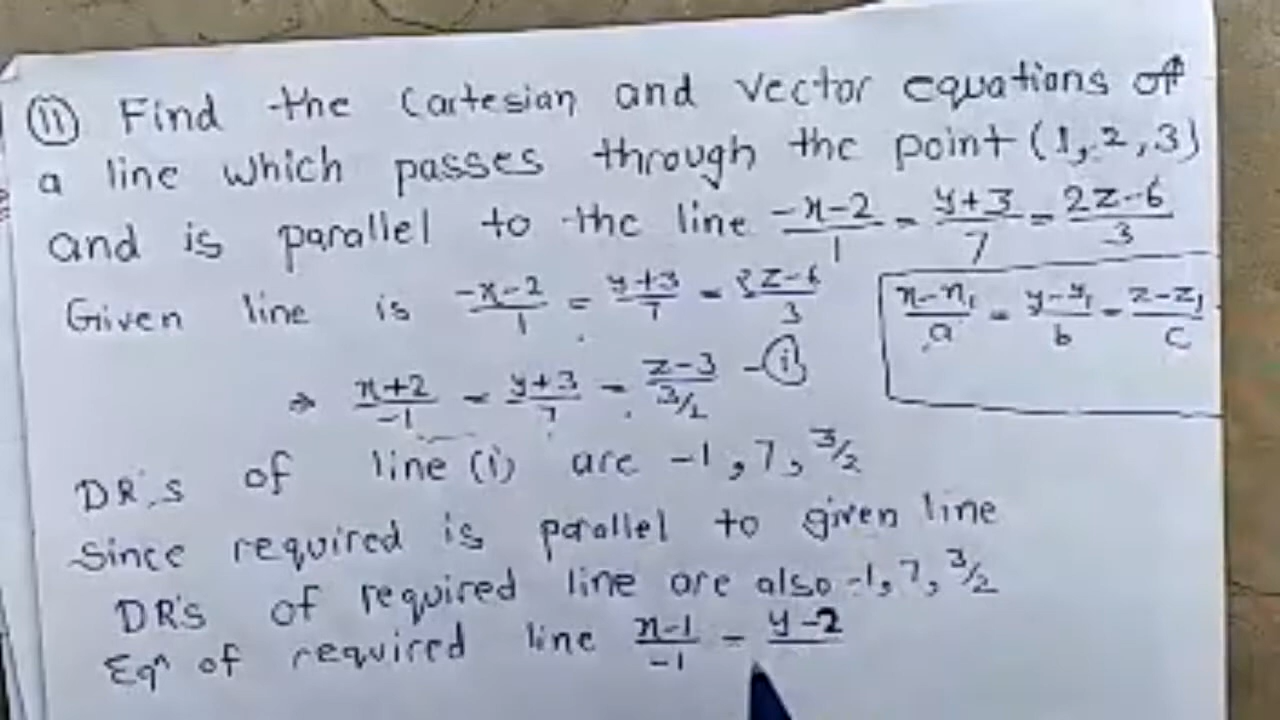 (ii) Find the Cartesian and vector equations of
a line which passes through the point (1, 2, 3)
and is parallel to the line (-x-2)/1 = (y+3)/7 = (2z-6)/3
Given line is (-x-2)/1 = (y+3)/7 = (2z-6)/3
(x-x₁)/a = (y-y₁)/b = (z-z₁)/c
⇒ (x+2)/-1 = (y+3)/7 = (z-3)/(3/2) -(i)
DR'S of line (i) are -1, 7, 3/2
Since required is parallel to given line
DR'S of required line are also -1, 7, 3/2
Eqⁿ of required line (x-1)/-1 = y-2